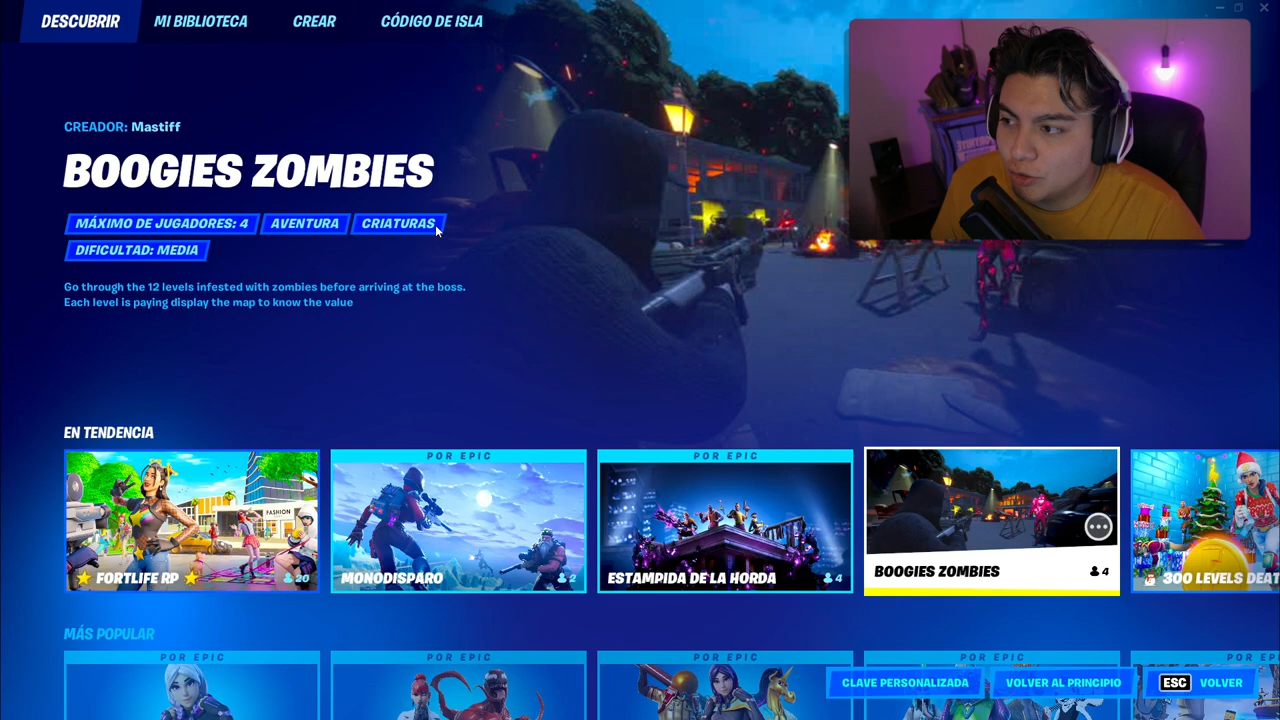 DESCUBRIR
MI BIBLIOTECA
CREAR
CÓDIGO DE ISLA
CREADOR: Mastiff
BOOGIES ZOMBIES
MÁXIMO DE JUGADORES: 4
AVENTURA
CRIATURAS
DIFICULTAD: MEDIA
Go through the 12 levels infested with zombies before arriving at the boss.
Each level is paying display the map to know the value
EN TENDENCIA
FASHION
FORTLIFE RP
20
POR EPIC
MONODISPARO
2
POR EPIC
ESTAMPIDA DE LA HORDA
4
BOOGIES ZOMBIES
4
300 LEVELS DEAT
MÁS POPULAR
POR EPIC
POR EPIC
POR EPIC
POR EPIC
POR EP
CLAVE PERSONALIZADA
VOLVER AL PRINCIPIO
ESC VOLVER